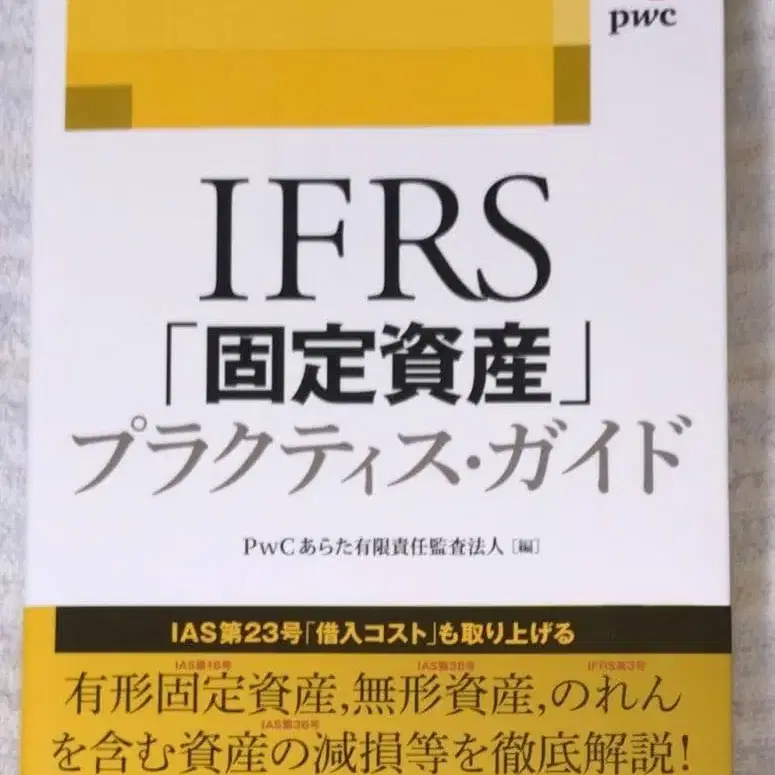 pwc
IFRS
「固定資産」
プラクティス・ガイド
PwCあらた有限責任監査法人［編］
IAS第23号「借入コスト」も取り上げる
IAS第16号 IAS第38号 IFRS第3号
有形固定資産,無形資産,のれん
IAS第36号
を含む資産の減損等を徹底解説!